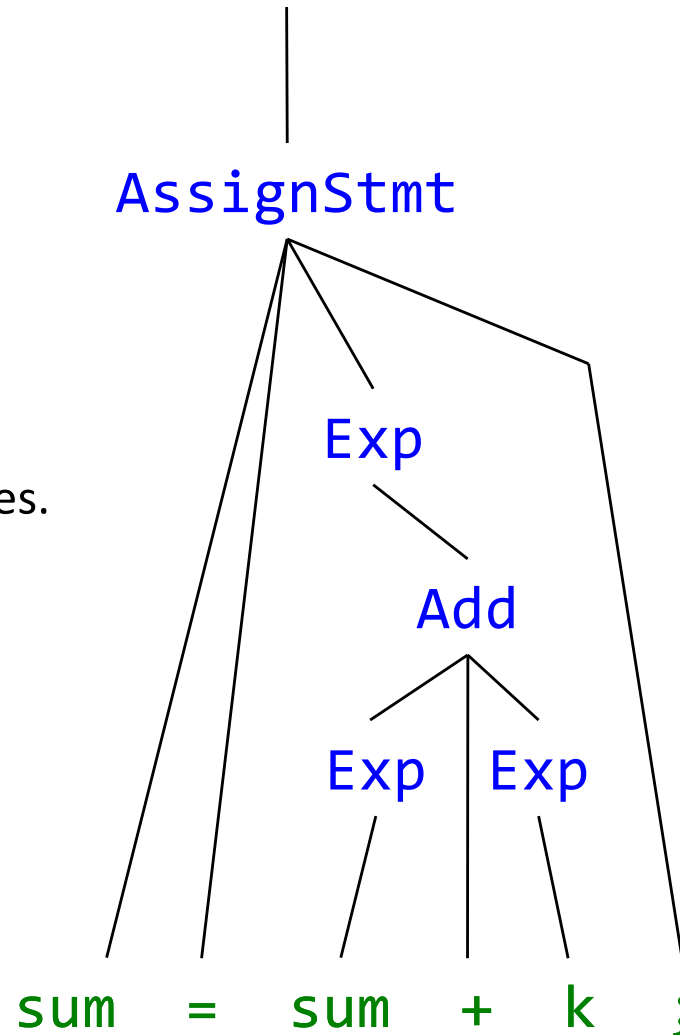 AssignStmt
Exp
es.
Add
Exp Exp
sum = sum + k ;